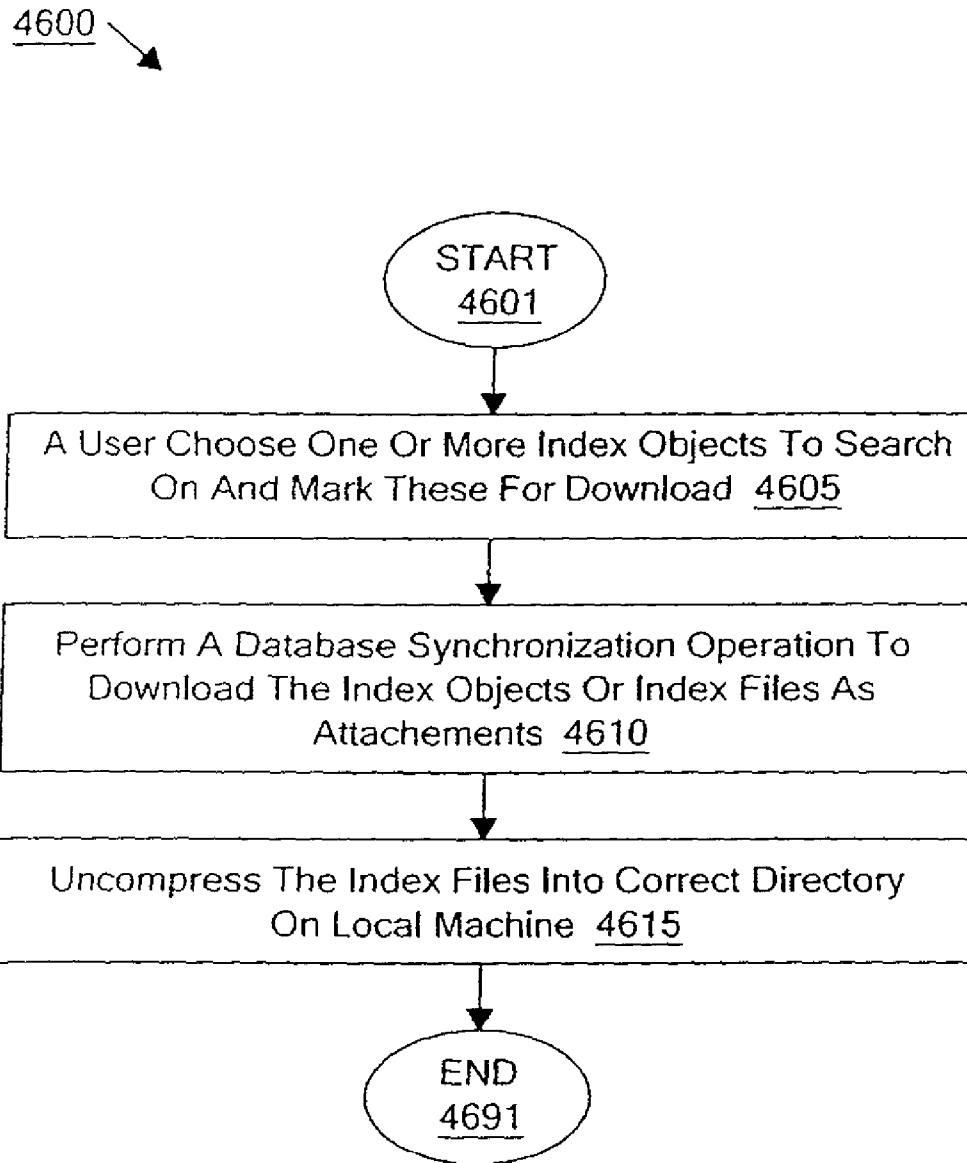 4600
START
4601
A User Choose One Or More Index Objects To Search
On And Mark These For Download 4605
Perform A Database Synchronization Operation To
Download The Index Objects Or Index Files As
Attachements 4610
Uncompress The Index Files Into Correct Directory
On Local Machine 4615
END
4691